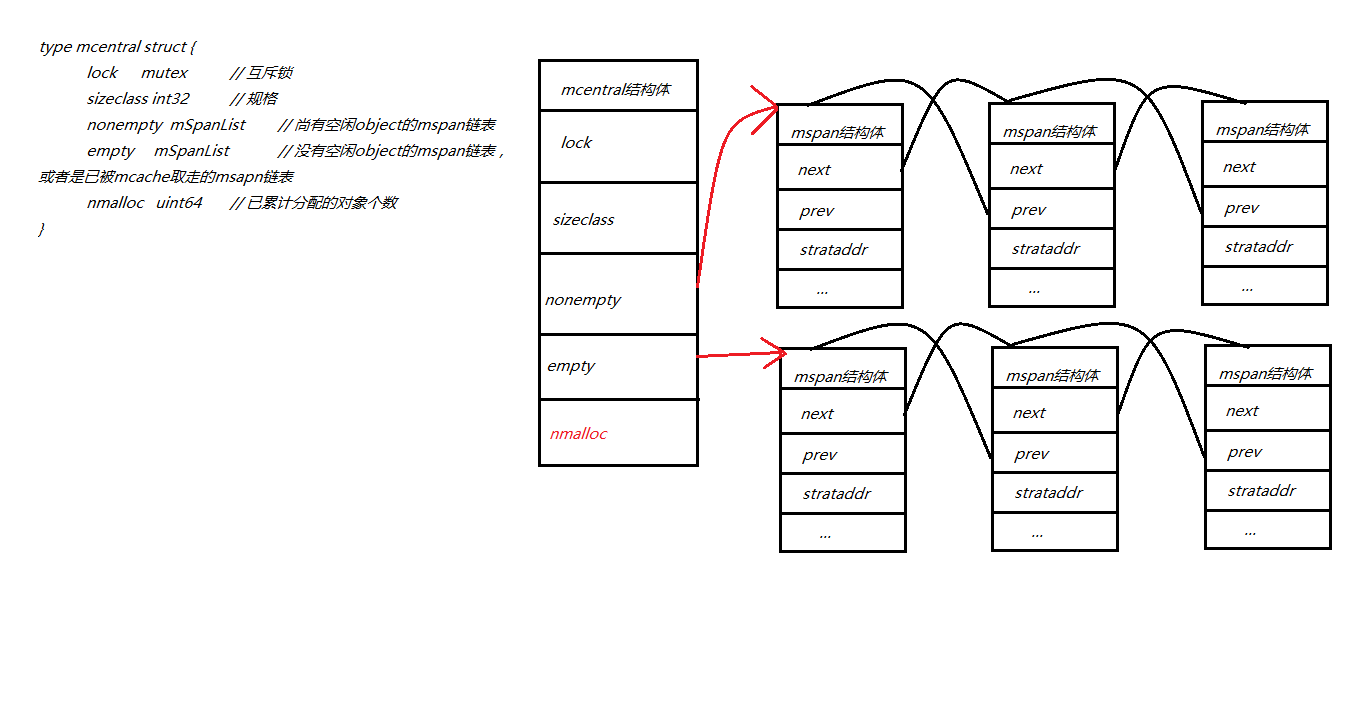 type mcentral struct {
lock mutex // 互斥锁
sizeclass int32 // 规格
nonempty mSpanList // 尚有空闲object的mspan链表
empty mSpanList // 没有空闲object的mspan链表，
或者是已被mcache取走的msapn链表
nmalloc uint64 // 已累计分配的对象个数
}
mcentral结构体
lock
sizeclass
nonempty
empty
nmalloc
mspan结构体
next
prev
strataddr
...
mspan结构体
next
prev
strataddr
...
mspan结构体
next
prev
strataddr
...
mspan结构体
next
prev
strataddr
...
mspan结构体
next
prev
strataddr
...
mspan结构体
next
prev
strataddr
...